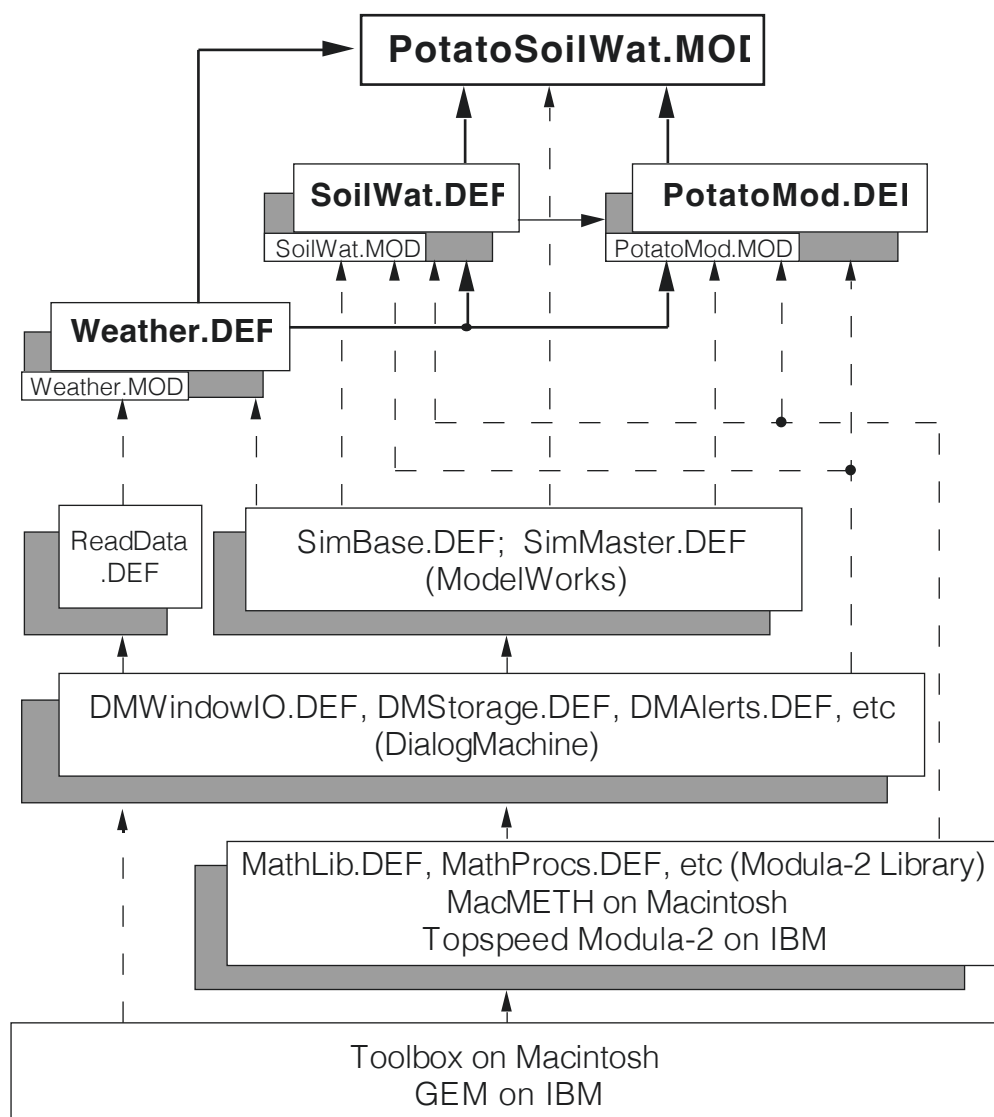 PotatoSoilWat.MOD
SoilWat.DEF
PotatoMod.DEI
SoilWat.MOD
PotatoMod.MOD
Weather.DEF
Weather.MOD
ReadData
.DEF
SimBase.DEF; SimMaster.DEF
(ModelWorks)
DMWindowIO.DEF, DMStorage.DEF, DMAlerts.DEF, etc
(DialogMachine)
MathLib.DEF, MathProcs.DEF, etc (Modula-2 Library)
MacMETH on Macintosh
Topspeed Modula-2 on IBM
Toolbox on Macintosh
GEM on IBM